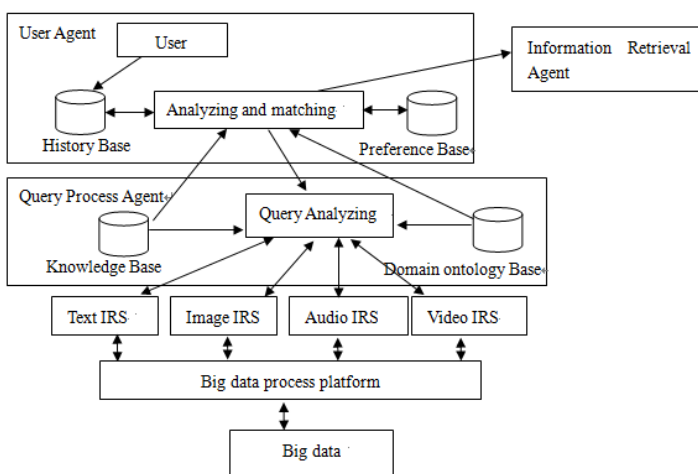 User Agent
User
Information Retrieval
Agent
Analyzing and matching
History Base
Preference Base
Query Process Agent
Query Analyzing
Knowledge Base
Domain ontology Base
Text IRS
Image IRS
Audio IRS
Video IRS
Big data process platform
Big data